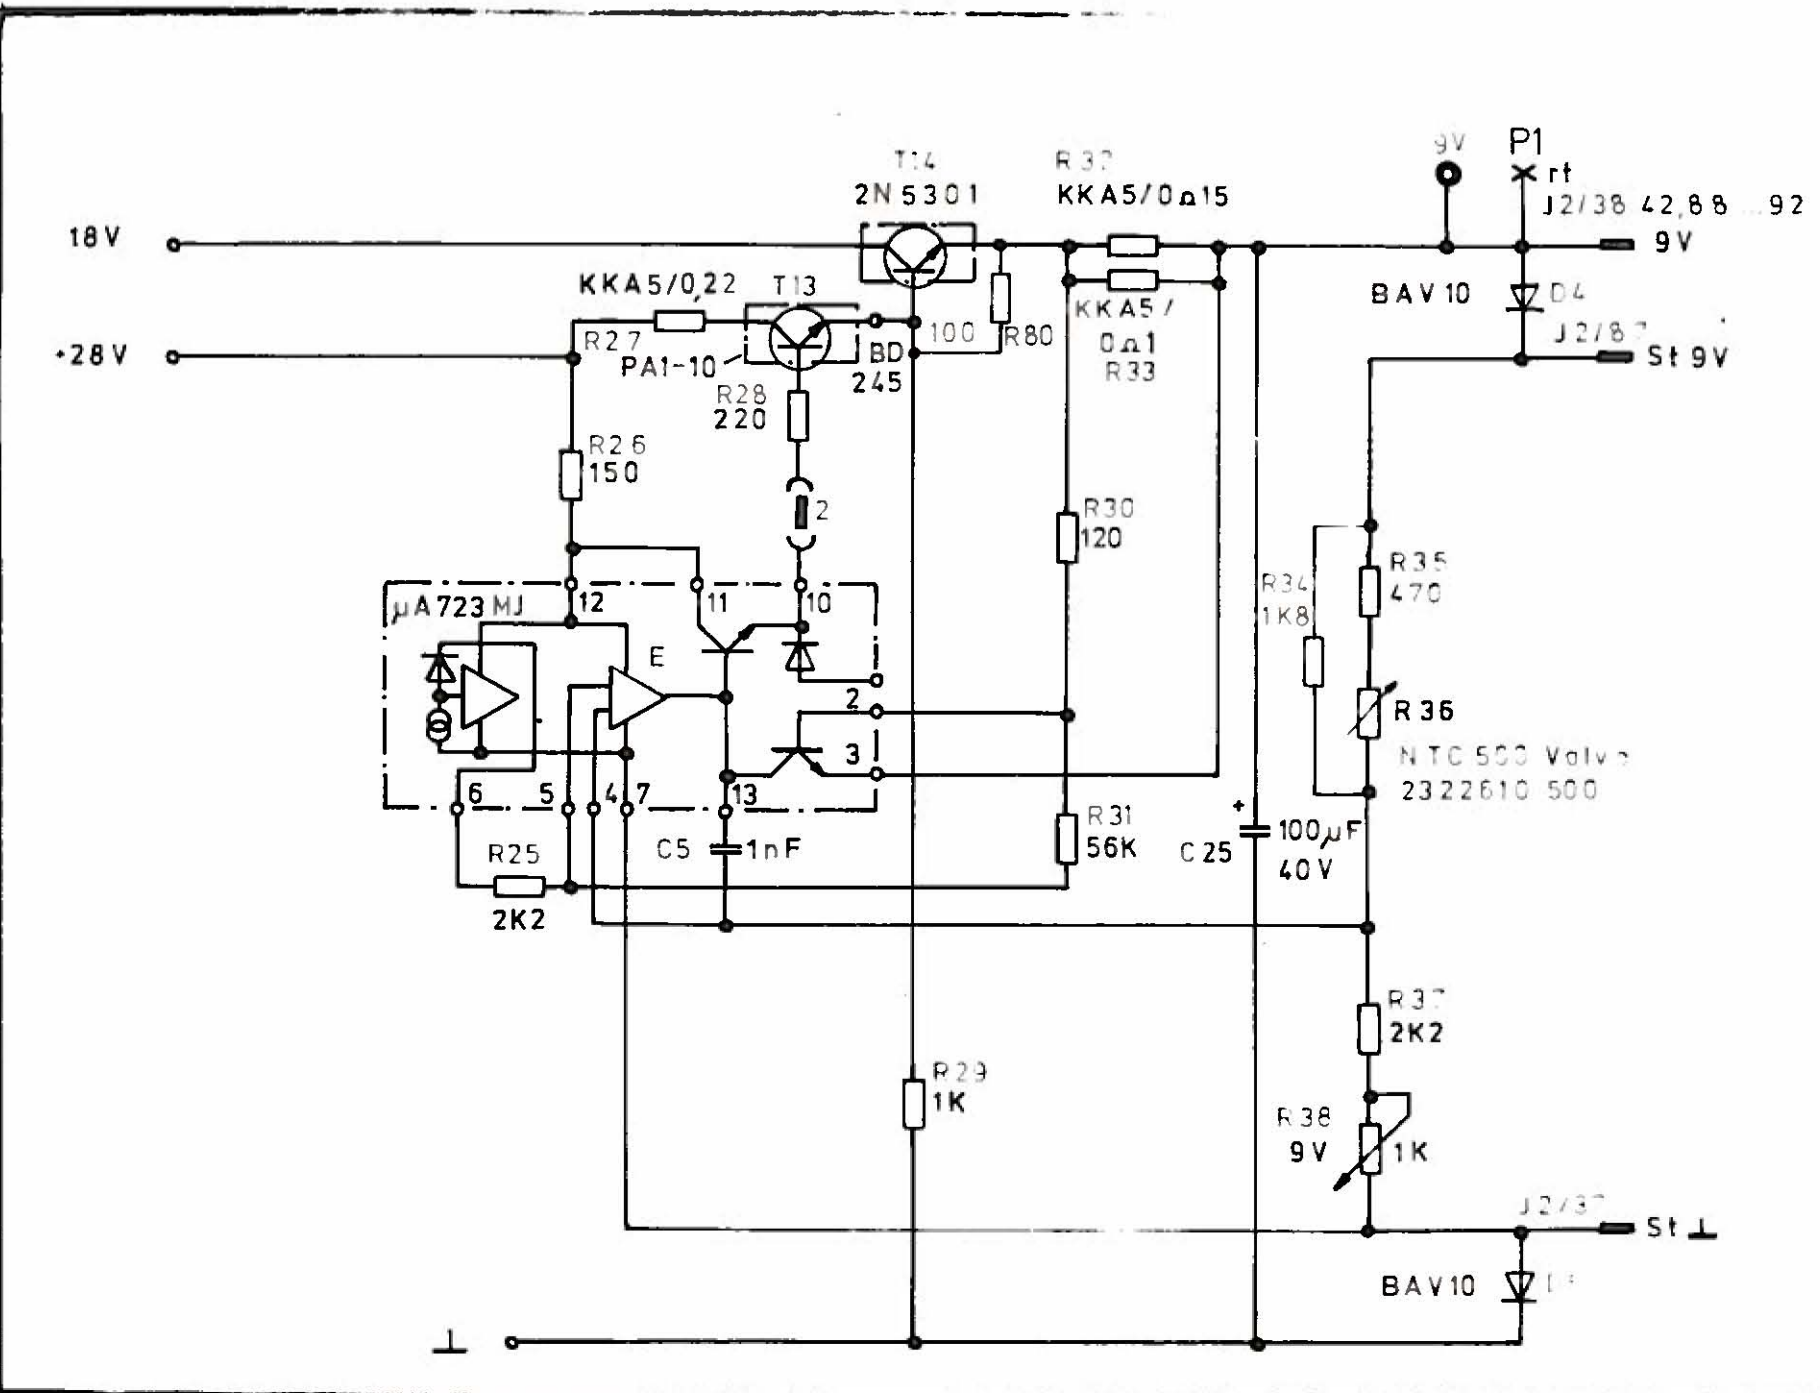 9V
P1
rt
J2/38 42,88 92
9V
T14
2N5301
KKA5/0Ω15
18V
KKA5/0,22
T13
BAV10
D4
KKA5/
0Ω1
R33
100
R80
+28V
R27
PA1-10
BD
245
St 9V
R28
220
R26
150
2
R30
120
R35
470
R34
1K8
µA723MJ
12
11
10
E
2
R36
NTC 500
2322610 500
3
6
5
4
7
13
R31
56K
R25
2K2
C5
1nF
C25
+
100µF
40V
2K2
R29
1K
R38
9V
1K
St ⊥
BAV10
⊥